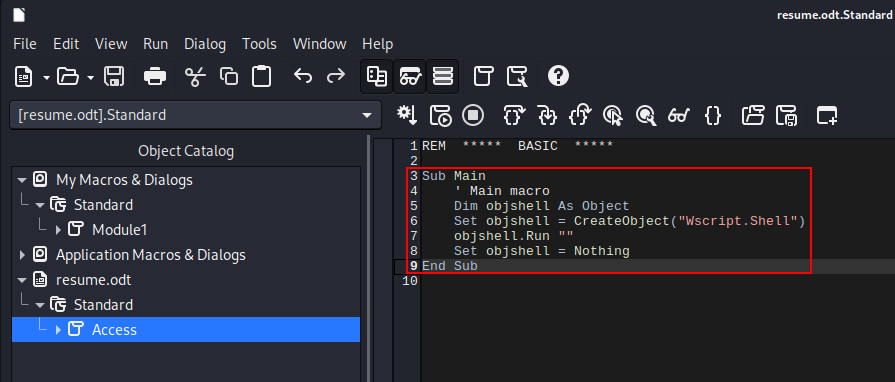 resume.odt.Standard
File Edit View Run Dialog Tools Window Help
[resume.odt].Standard
Object Catalog
My Macros & Dialogs
Standard
Module1
Application Macros & Dialogs
resume.odt
Standard
Access
1 REM  *****  BASIC  *****
2
3 Sub Main
4     ' Main macro
5     Dim objshell As Object
6     Set objshell = CreateObject("Wscript.Shell")
7     objshell.Run ""
8     Set objshell = Nothing
9 End Sub
10